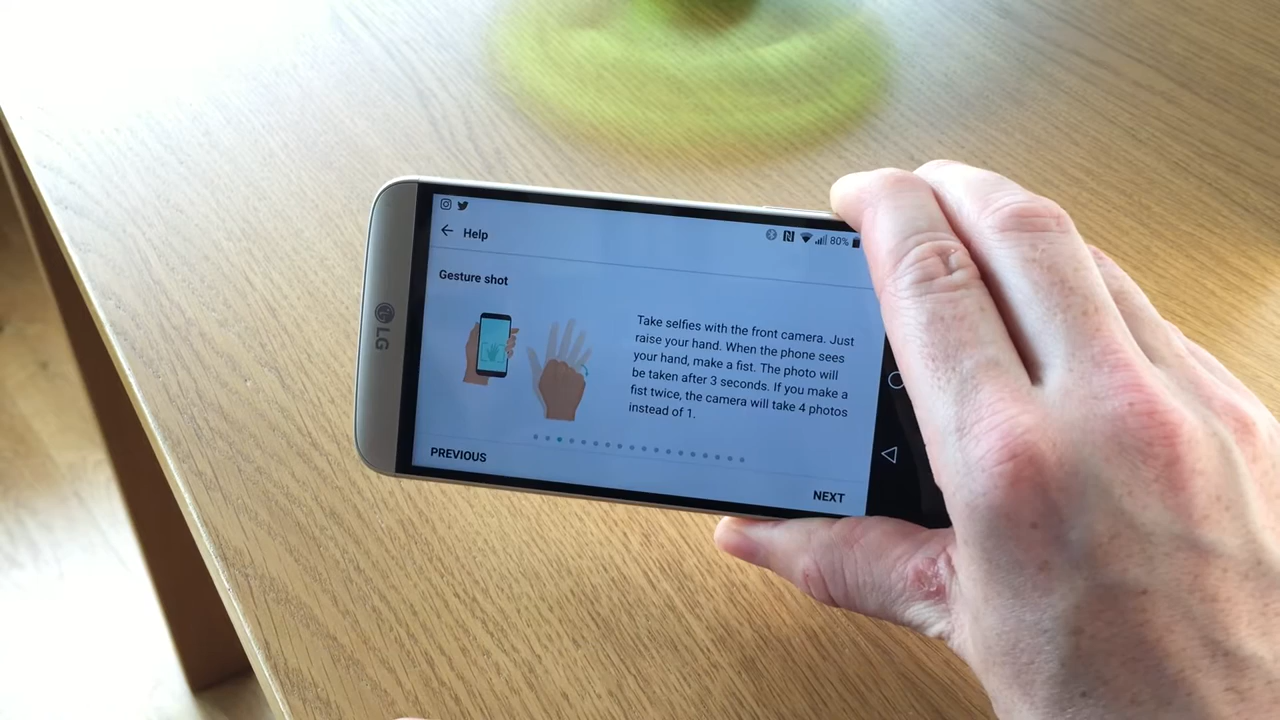 80%
Help
Gesture shot
Take selfies with the front camera. Just
raise your hand. When the phone sees
your hand, make a fist. The photo will
be taken after 3 seconds. If you make a
fist twice, the camera will take 4 photos
instead of 1.
PREVIOUS
NEXT
LG